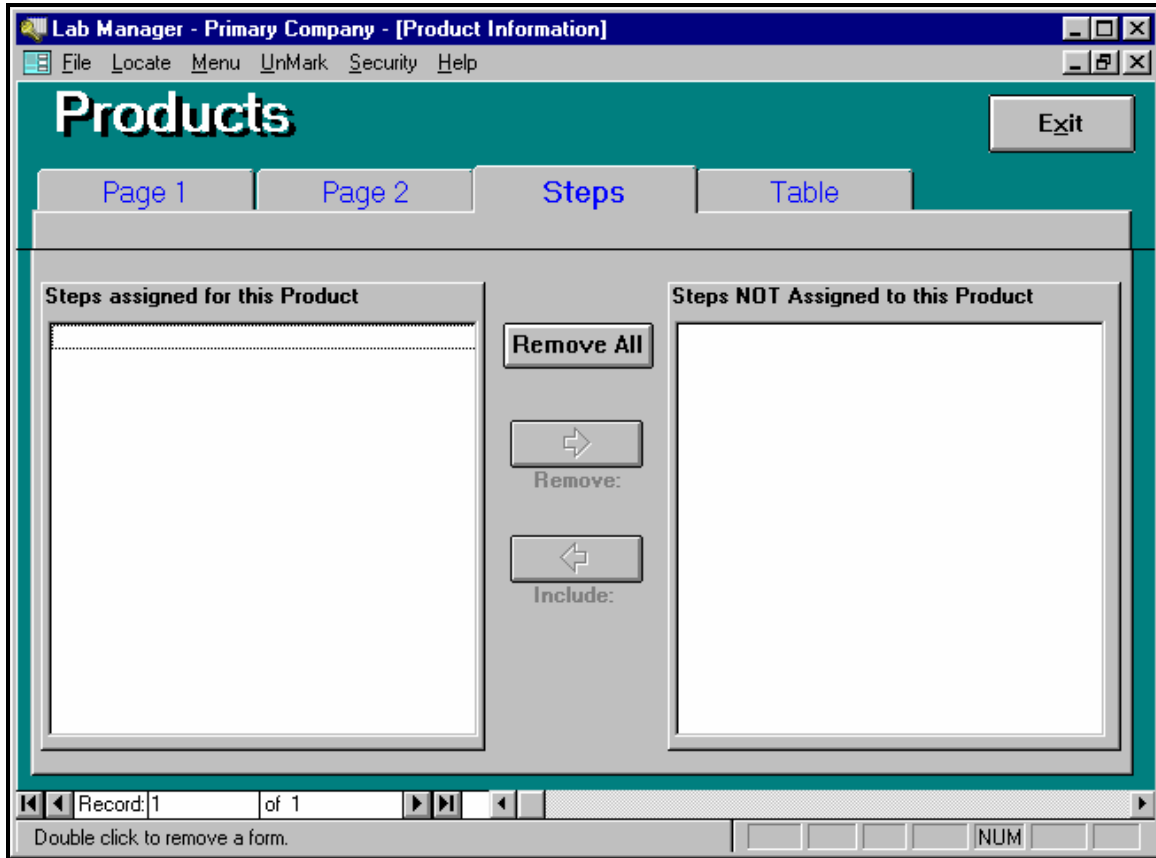 Lab Manager - Primary Company - [Product Information]
File Locate Menu UnMark Security Help
Products
Exit
Page 1 Page 2 Steps Table
Steps assigned for this Product
Steps NOT Assigned to this Product
Remove All
Remove:
Include:
Record: 1 of 1
Double click to remove a form.
NUM